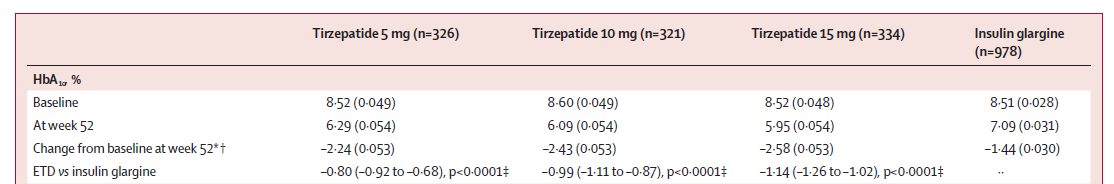 Tirzepatide 5 mg (n=326) Tirzepatide 10 mg (n=321) Tirzepatide 15 mg (n=334) Insulin glargine (n=978)
HbA1c, %
Baseline 8·52 (0·049) 8·60 (0·049) 8·52 (0·048) 8·51 (0·028)
At week 52 6·29 (0·054) 6·09 (0·054) 5·95 (0·054) 7·09 (0·031)
Change from baseline at week 52*† –2·24 (0·053) –2·43 (0·053) –2·58 (0·053) –1·44 (0·030)
ETD vs insulin glargine –0·80 (–0·92 to –0·68), p<0·0001‡ –0·99 (–1·11 to –0·87), p<0·0001‡ –1·14 (–1·26 to –1·02), p<0·0001‡ ··